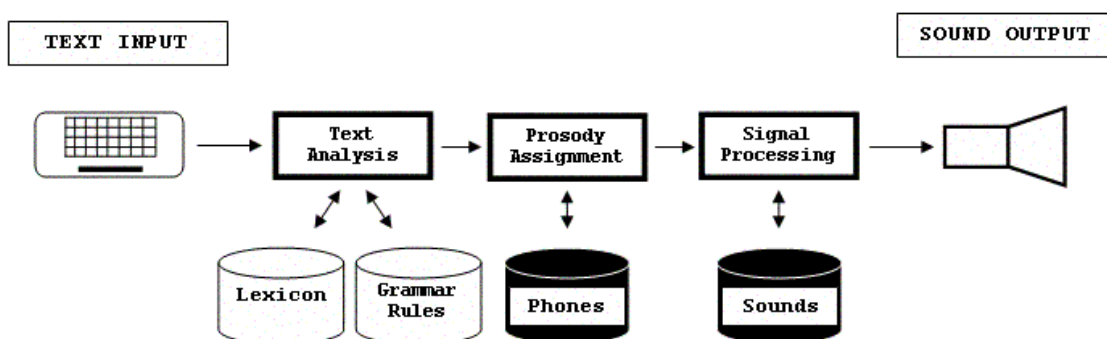 TEXT INPUT
SOUND OUTPUT
Text
Analysis
Prosody
Assignment
Signal
Processing
Lexicon
Grammar
Rules
Phones
Sounds